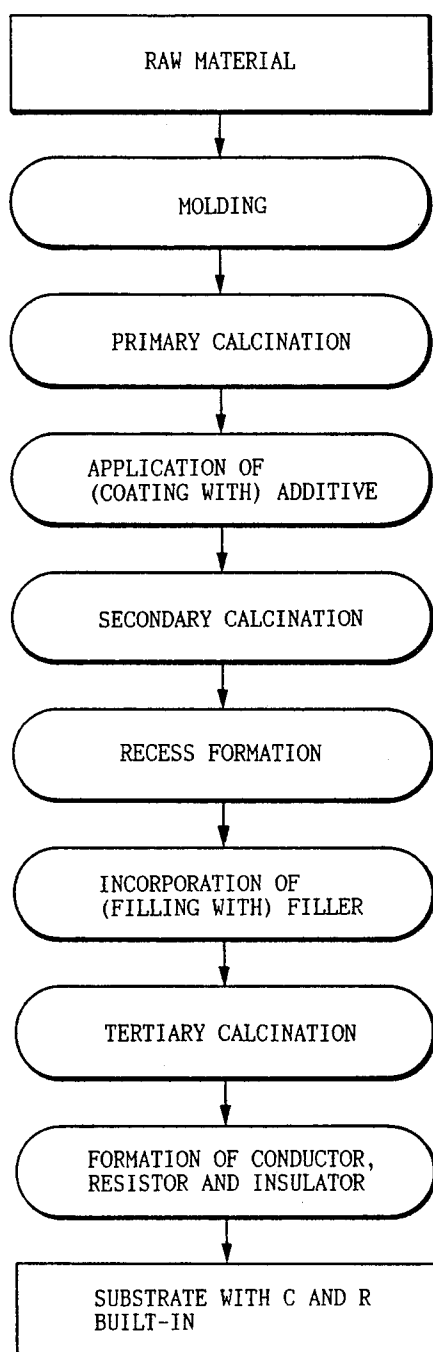 RAW MATERIAL
MOLDING
PRIMARY CALCINATION
APPLICATION OF
(COATING WITH) ADDITIVE
SECONDARY CALCINATION
RECESS FORMATION
INCORPORATION OF
(FILLING WITH) FILLER
TERTIARY CALCINATION
FORMATION OF CONDUCTOR,
RESISTOR AND INSULATOR
SUBSTRATE WITH C AND R
BUILT-IN